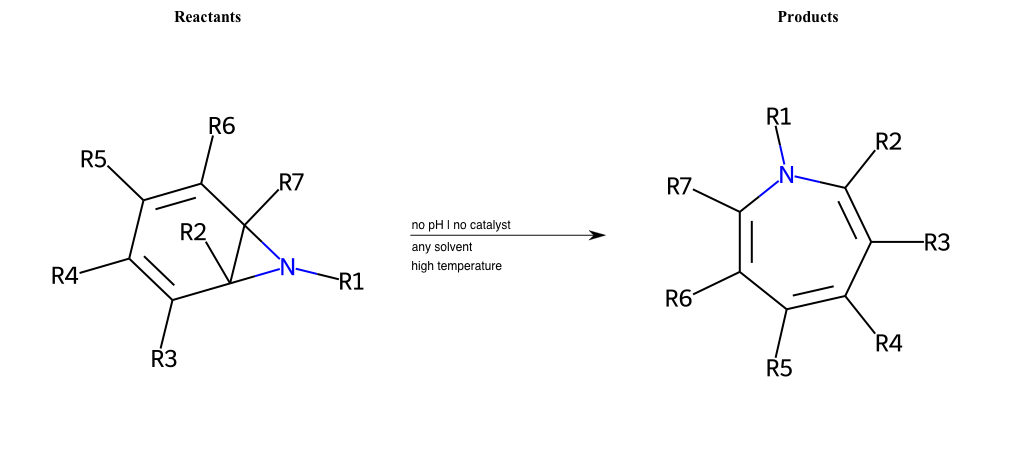 Reactants
Products
R6
R5
R7
R2
N
R1
R4
R3
no pH | no catalyst
any solvent
high temperature
R1
R2
N
R7
R3
R6
R4
R5